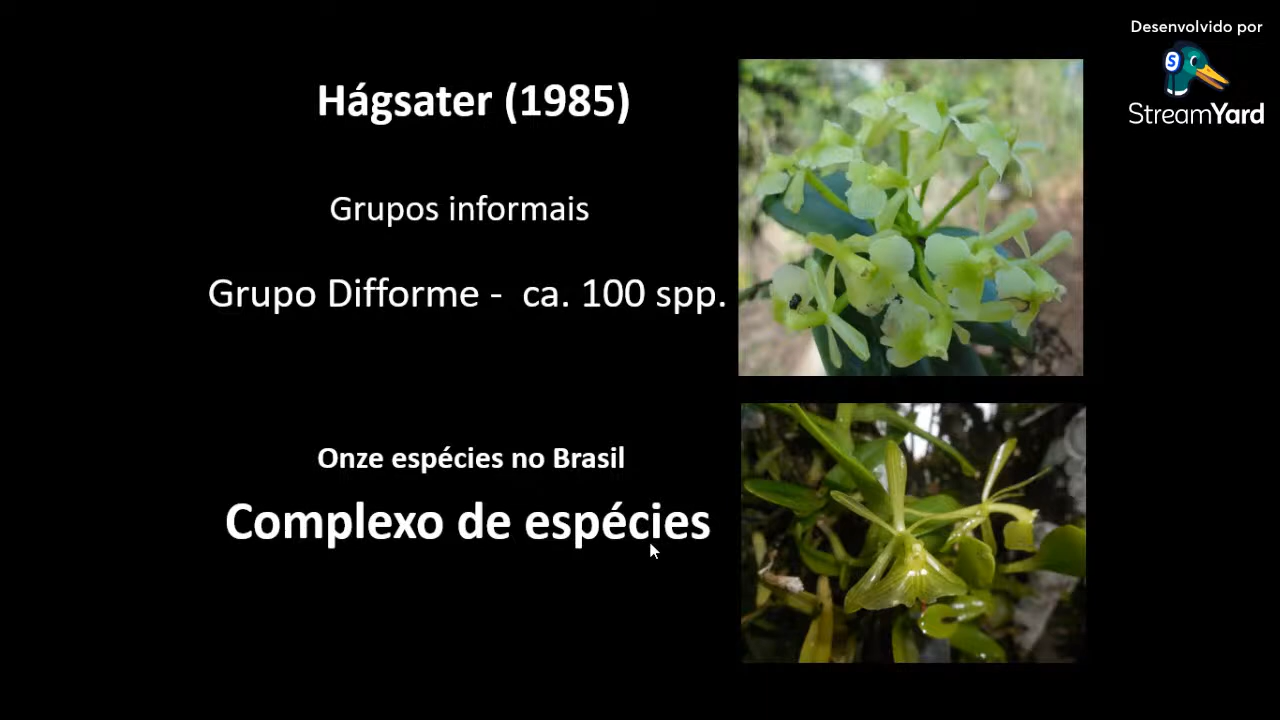 Desenvolvido por
S
StreamYard
Hágsater (1985)
Grupos informais
Grupo Difforme - ca. 100 spp.
Onze espécies no Brasil
Complexo de espécies